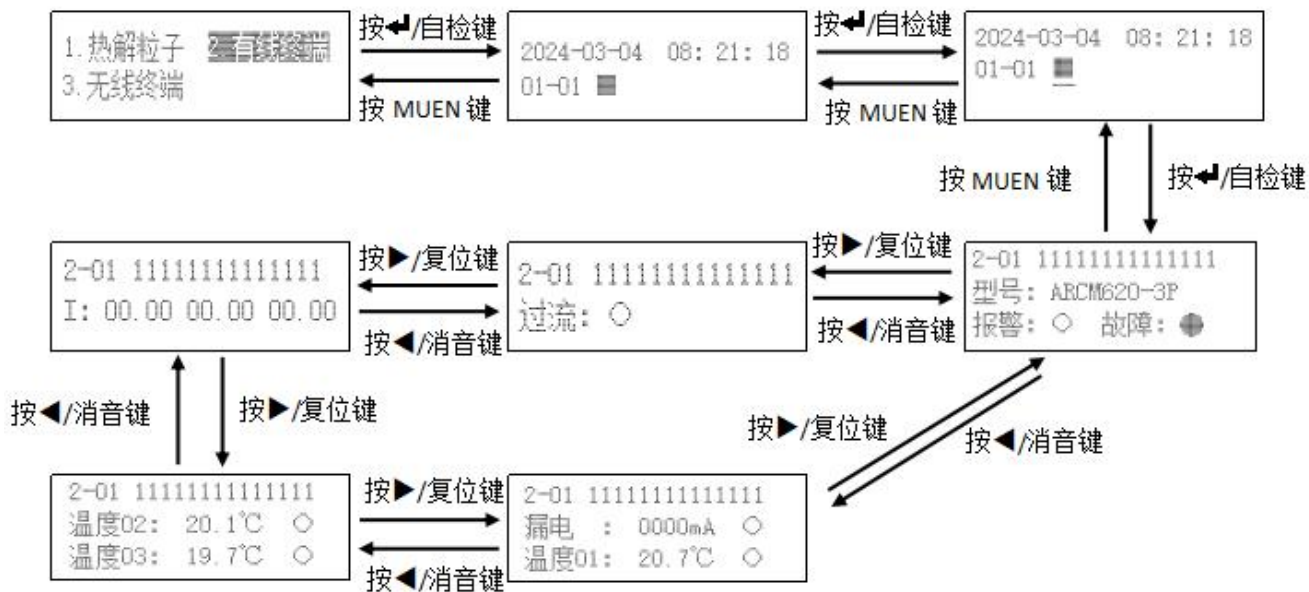 1.热解粒子 2.有线终端
3.无线终端
按↵/自检键
按 MUEN 键
2024-03-04 08:21:18
01-01
按↵/自检键
按 MUEN 键
2024-03-04 08:21:18
01-01
按 MUEN 键
按↵/自检键
2-01 11111111111111
I: 00.00 00.00 00.00
按▶/复位键
按◀/消音键
2-01 11111111111111
过流: ○
按▶/复位键
按◀/消音键
2-01 11111111111111
型号: ARCM620-3P
报警: ○ 故障: ●
按◀/消音键
按▶/复位键
按▶/复位键
按◀/消音键
2-01 11111111111111
温度02: 20.1℃ ○
温度03: 19.7℃ ○
按▶/复位键
按◀/消音键
2-01 11111111111111
漏电 : 0000mA ○
温度01: 20.7℃ ○